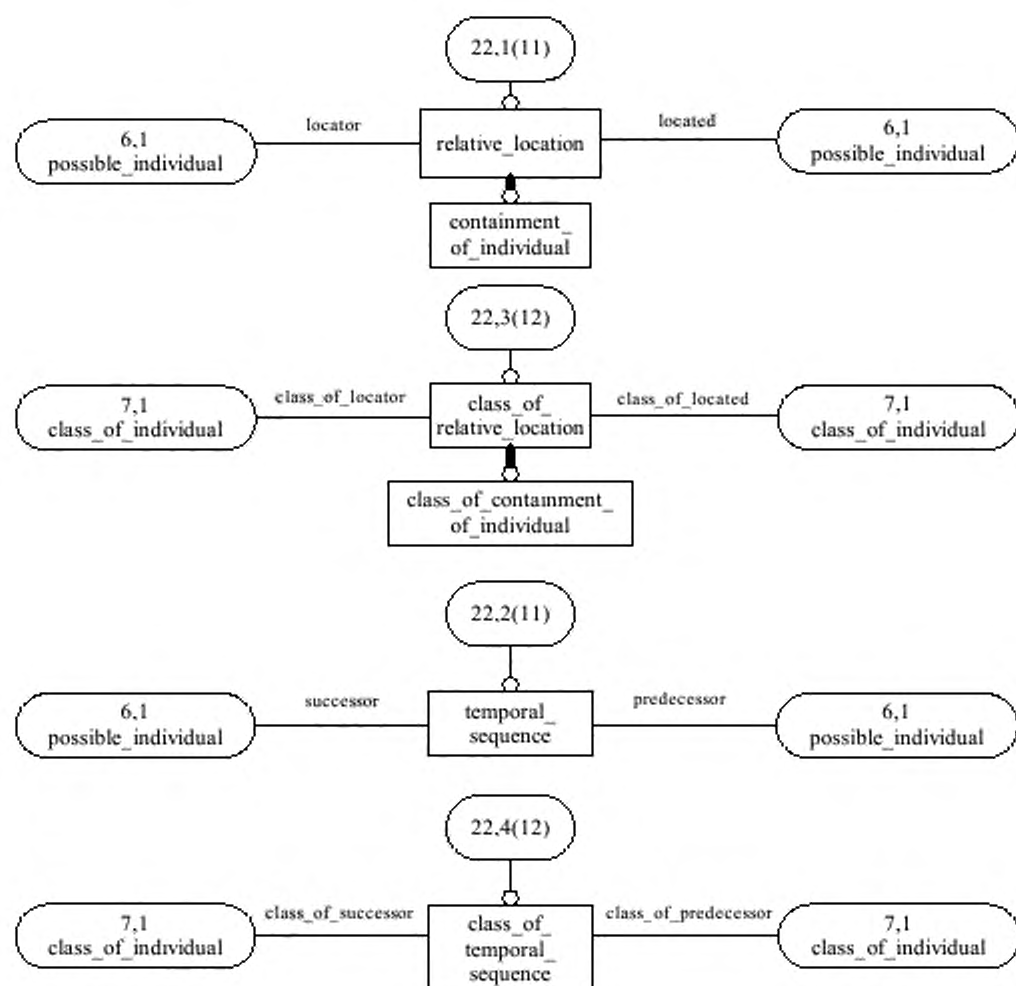 22,1(11)
locator
located
6,1
possible_individual
relative_location
6,1
possible_individual
containment_
of_individual
22,3(12)
class_of_locator
class_of_located
7,1
class_of_individual
class_of_
relative_location
7,1
class_of_individual
class_of_containment_
of_individual
22,2(11)
successor
predecessor
6,1
possible_individual
temporal_
sequence
6,1
possible_individual
22,4(12)
class_of_successor
class_of_predecessor
7,1
class_of_individual
class_of_
temporal_
sequence
7,1
class_of_individual